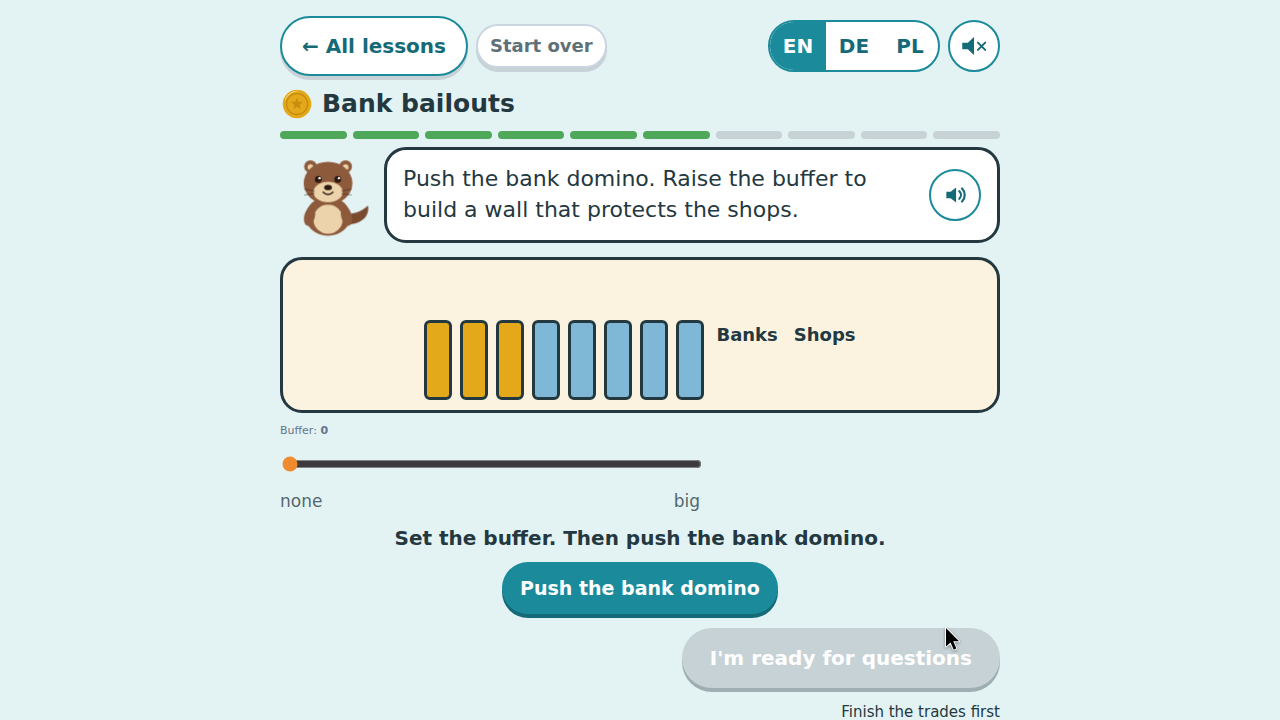 ← All lessons
Start over
EN DE PL
Bank bailouts
Push the bank domino. Raise the buffer to
build a wall that protects the shops.
Banks Shops
Buffer: 0
none big
Set the buffer. Then push the bank domino.
Push the bank domino
I'm ready for questions
Finish the trades first